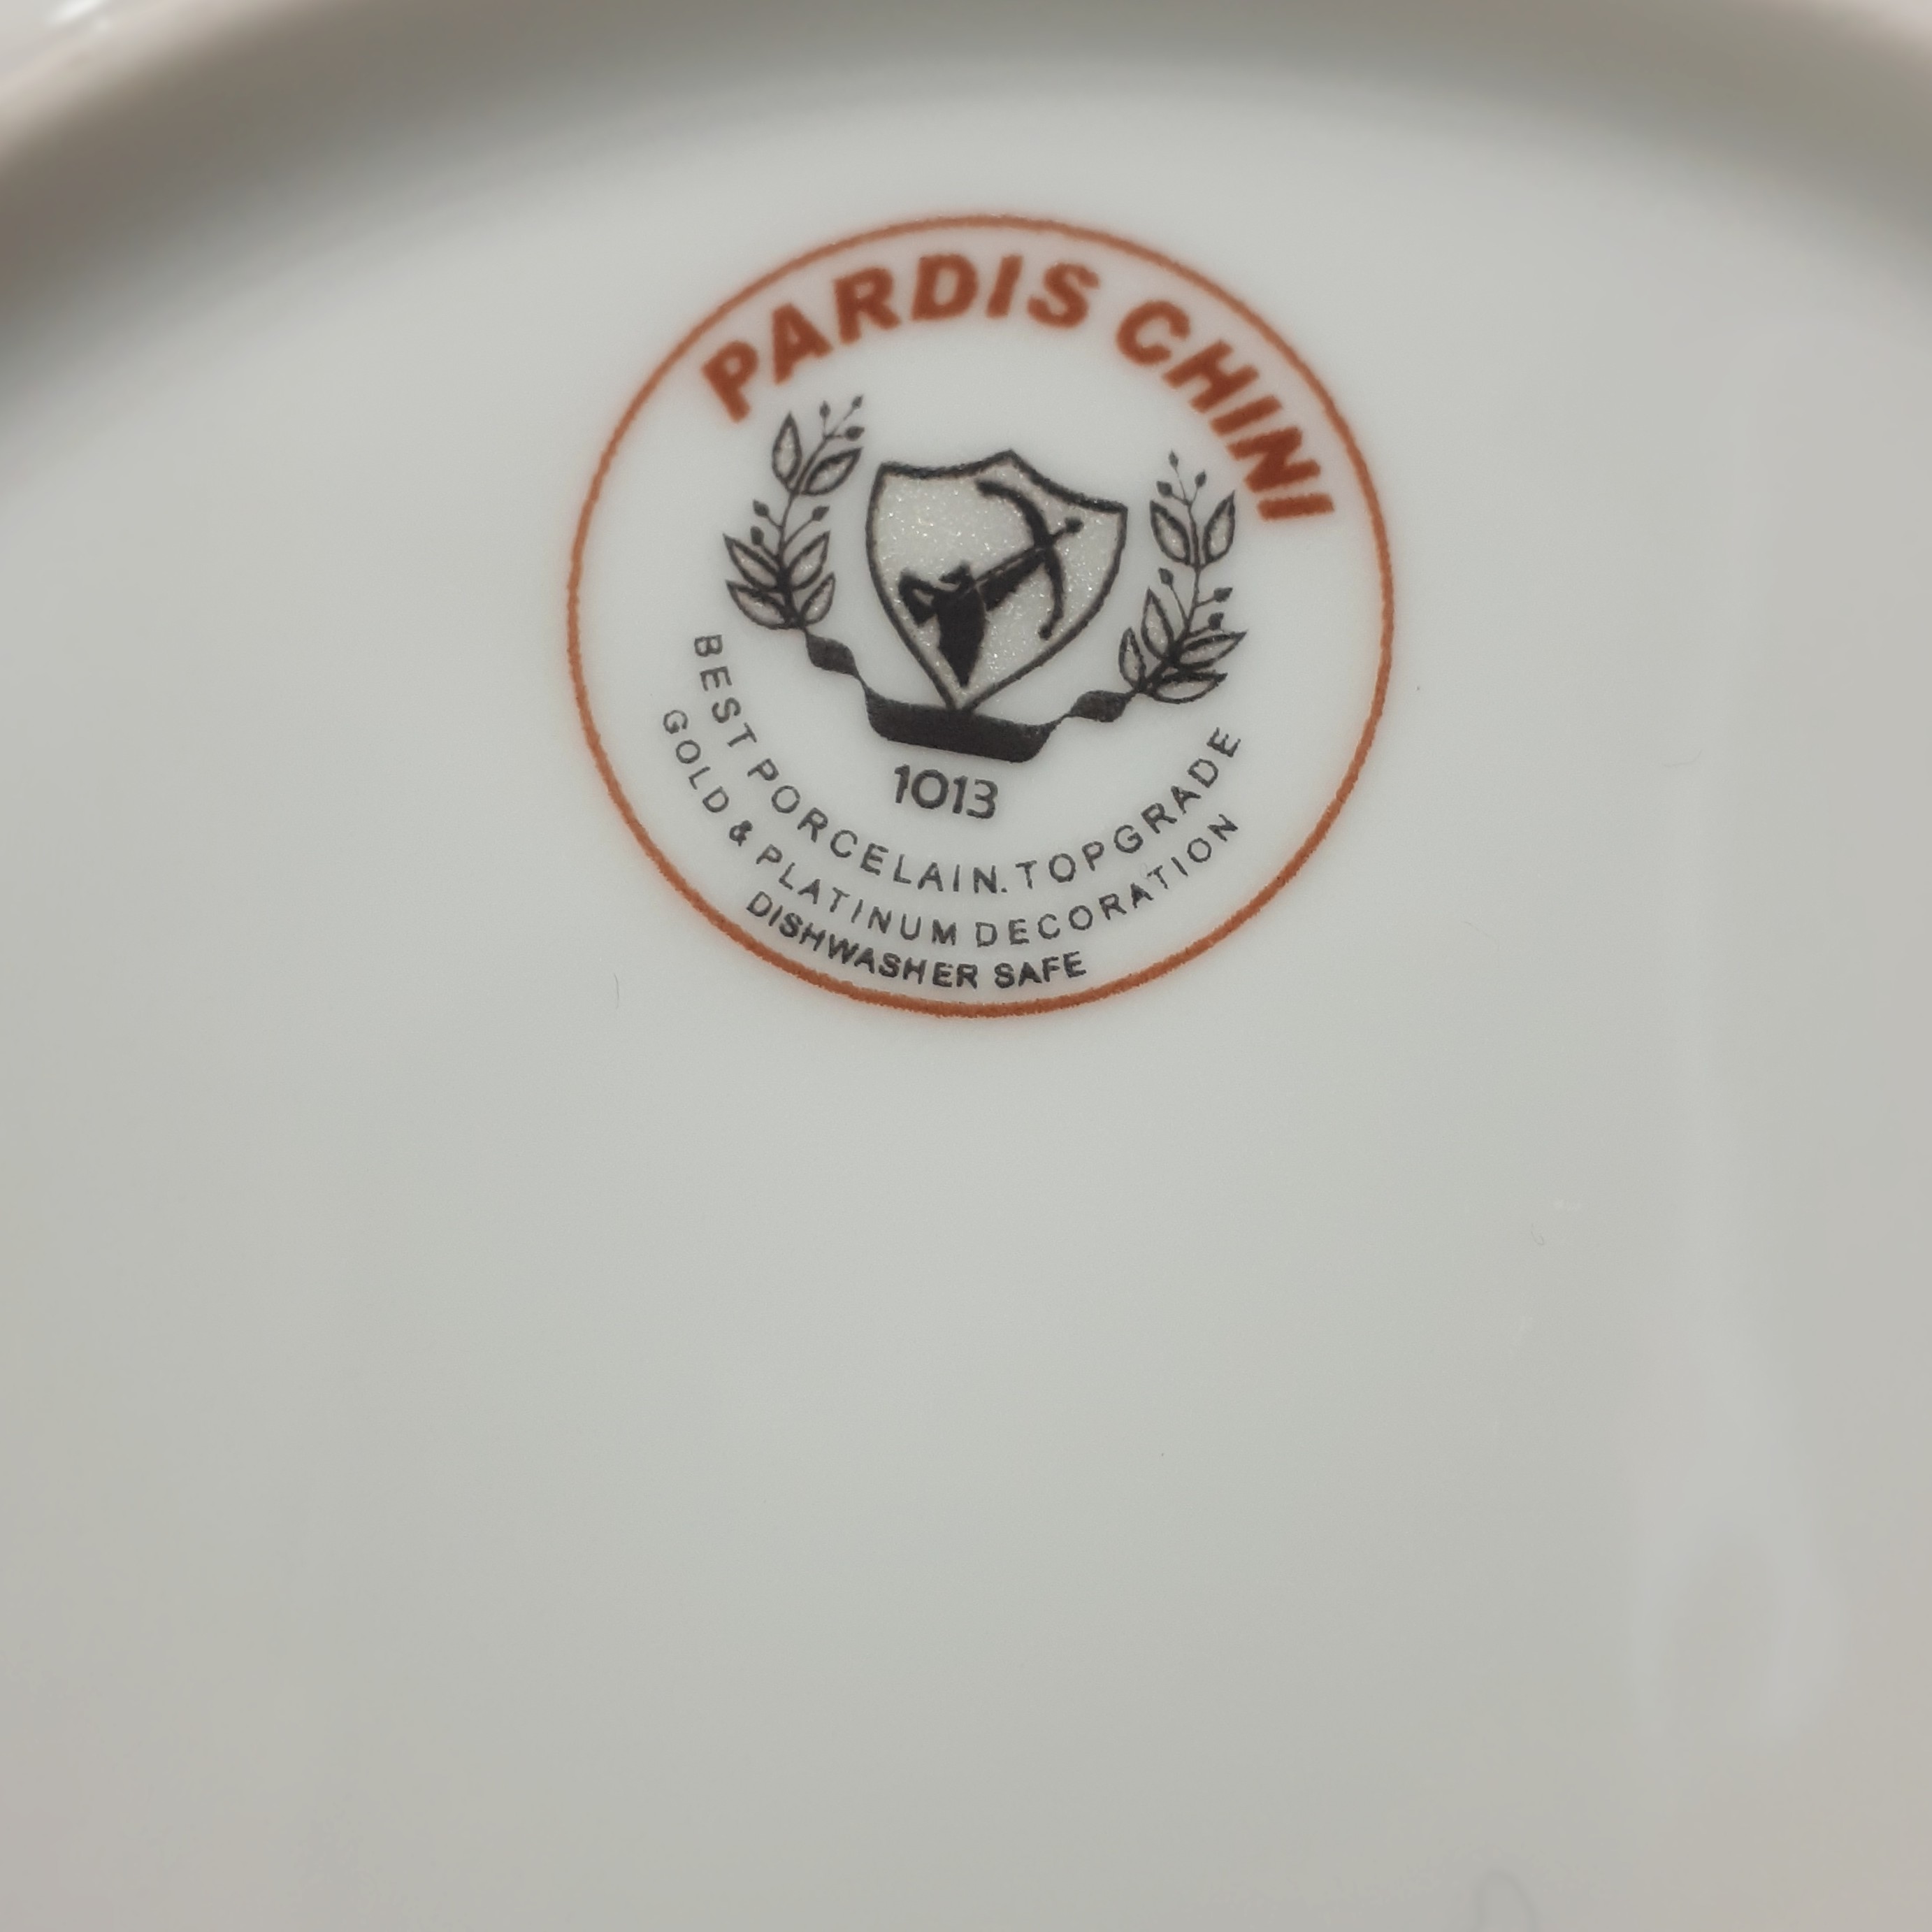 PARDIS CHINI
1013
BEST PORCELAIN. TOPGRADE
GOLD & PLATINUM DECORATION
DISHWASHER SAFE